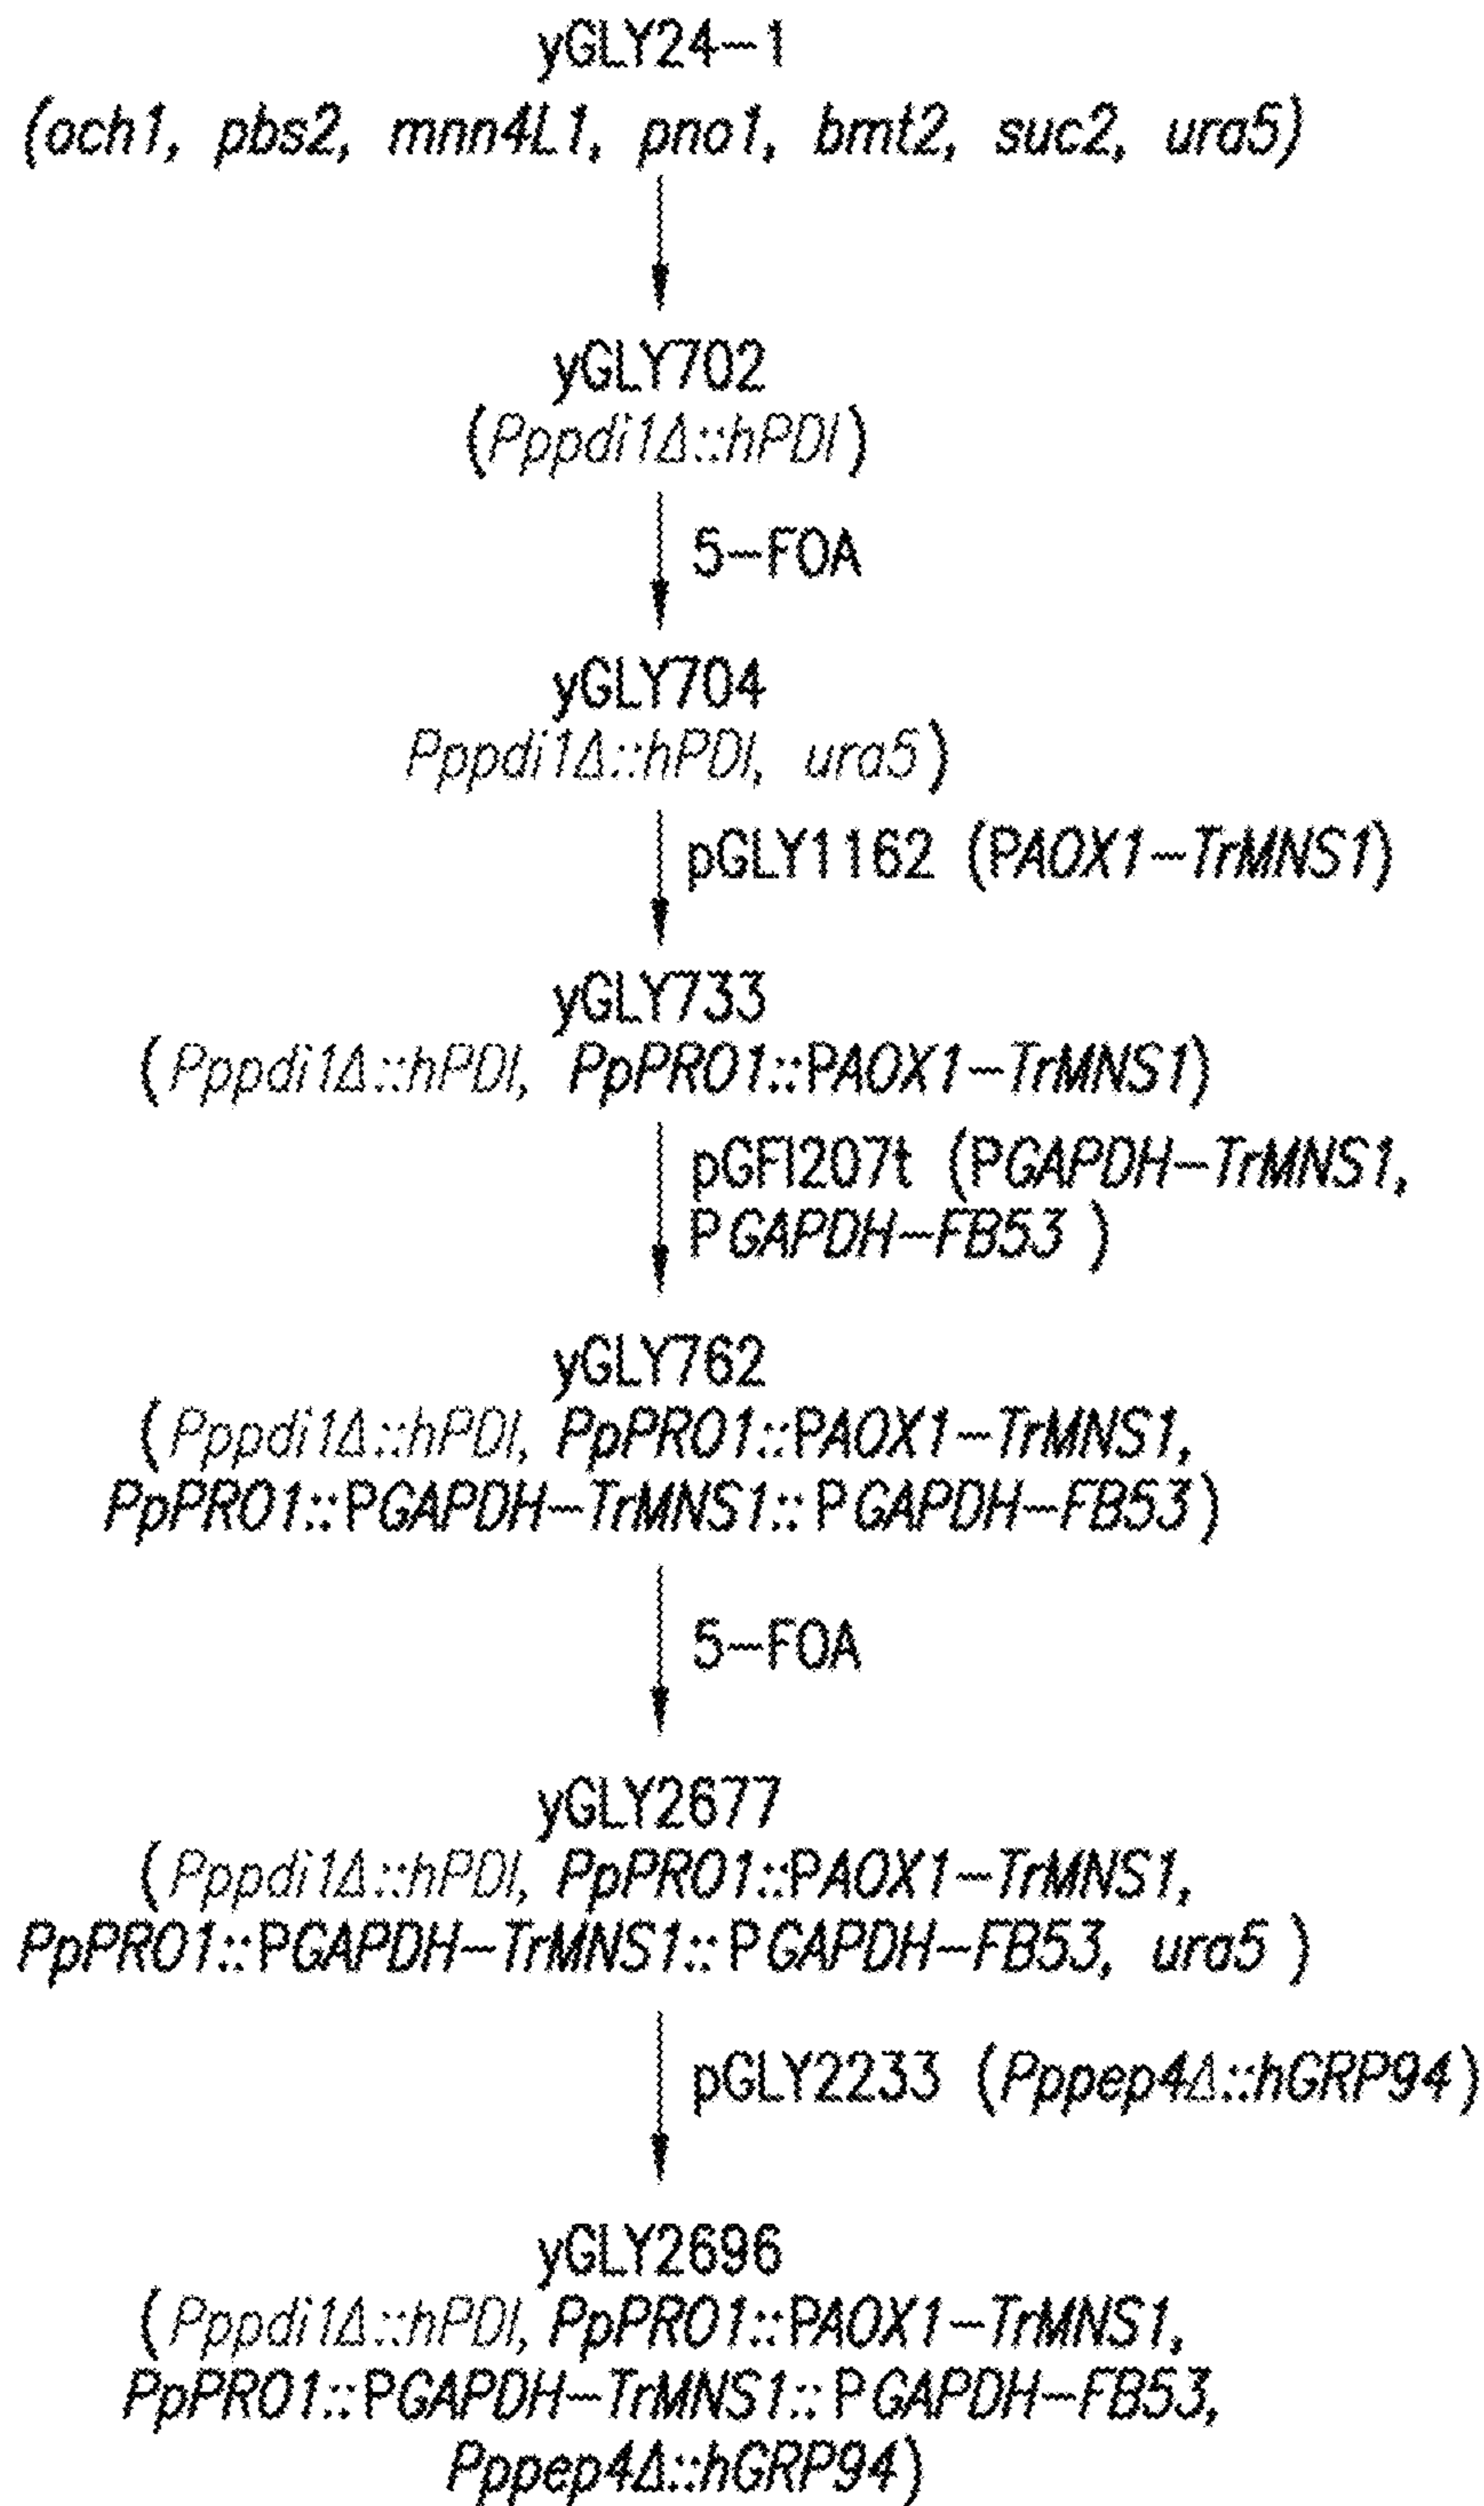 yGLY24-1
(och1, pbs2, mnn4L1, pno1, bmt2, suc2, ura5)
yGLY702
(Pppdi1Δ::hPDI)
5-FOA
yGLY704
Pppdi1Δ::hPDI, ura5)
pGLY1162 (PAOX1-TrMNS1)
yGLY733
(Pppdi1Δ::hPDI, PpPRO1::PAOX1-TrMNS1)
pGFI207t (PGAPDH-TrMNS1,
PGAPDH-FB53 )
yGLY762
(Pppdi1Δ::hPDI, PpPRO1::PAOX1-TrMNS1,
PpPRO1::PGAPDH-TrMNS1::PGAPDH-FB53)
5-FOA
yGLY2677
(Pppdi1Δ::hPDI, PpPRO1::PAOX1-TrMNS1,
PpPRO1::PGAPDH-TrMNS1::PGAPDH-FB53, ura5 )
pGLY2233 (Pppep4Δ::hGRP94)
yGLY2696
(Pppdi1Δ::hPDI, PpPRO1::PAOX1-TrMNS1,
PpPRO1::PGAPDH-TrMNS1::PGAPDH-FB53,
Pppep4Δ::hGRP94)